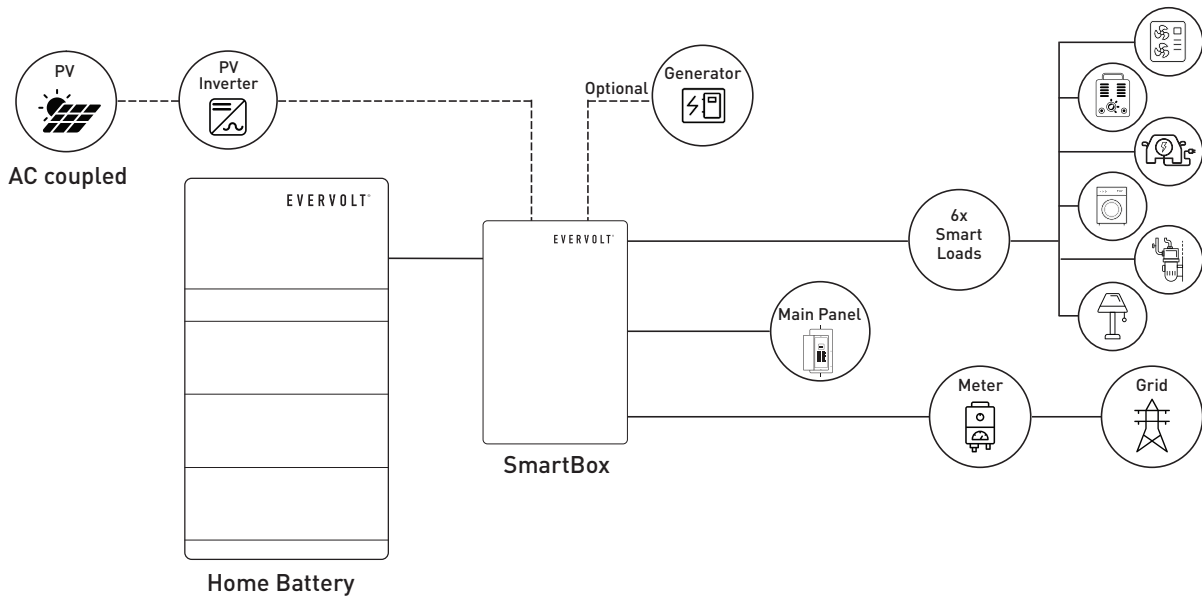 PV
PV
Inverter
Optional
Generator
AC coupled
EVERVOLT®
EVERVOLT®
6x
Smart
Loads
Main Panel
Meter
Grid
SmartBox
Home Battery